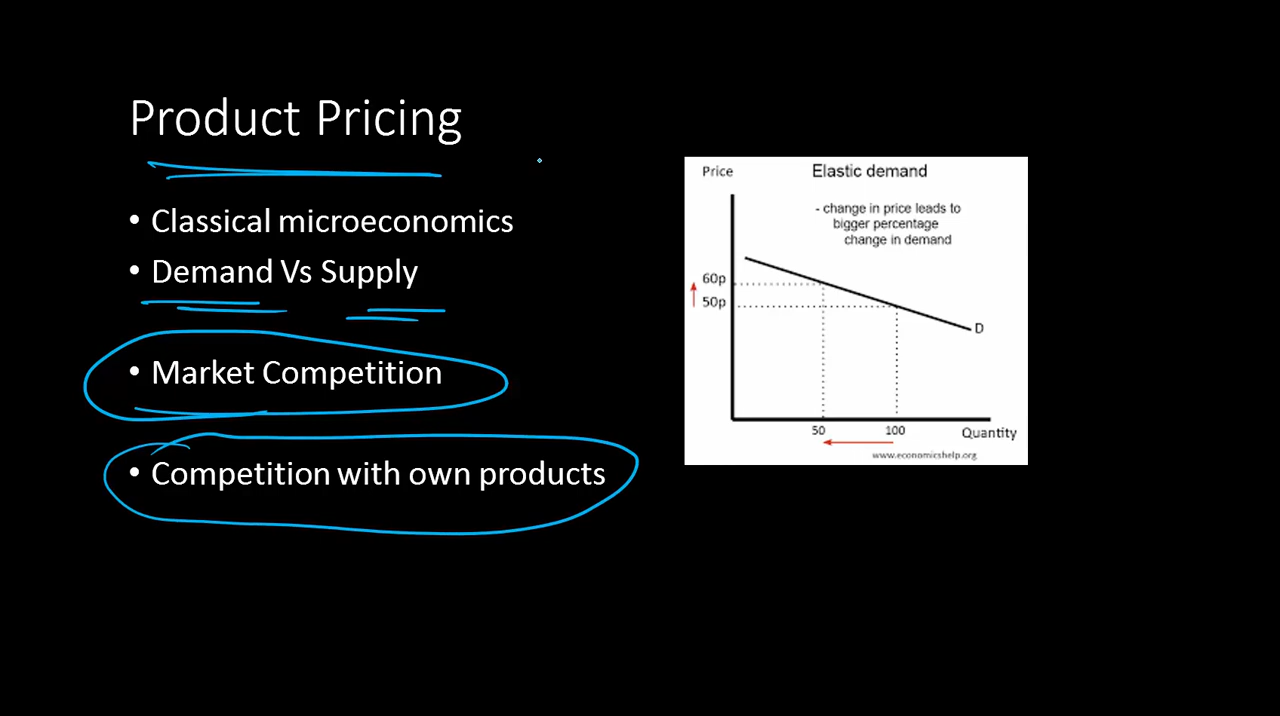 Product Pricing
• Classical microeconomics
• Demand Vs Supply
• Market Competition
• Competition with own products
Price
Elastic demand
- change in price leads to
bigger percentage
change in demand
60p
50p
D
50
100
Quantity
www.economicshelp.org